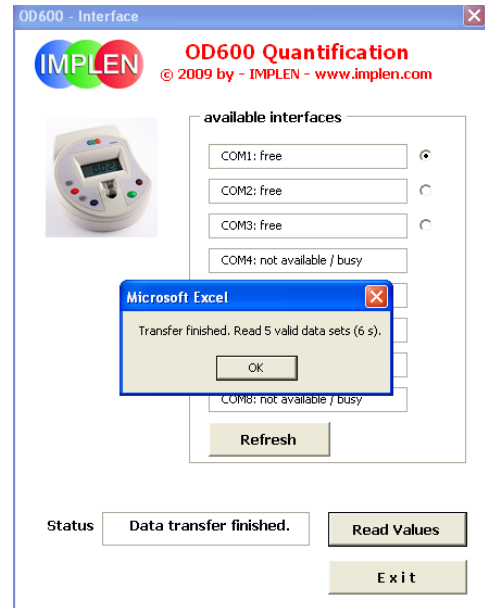 OD600 - Interface
IMPLEN
OD600 Quantification
© 2009 by - IMPLEN - www.implen.com
available interfaces
COM1: free
COM2: free
COM3: free
COM4: not available / busy
Microsoft Excel
Transfer finished. Read 5 valid data sets (6 s).
OK
COM8: not available / busy
Refresh
Status
Data transfer finished.
Read Values
Exit